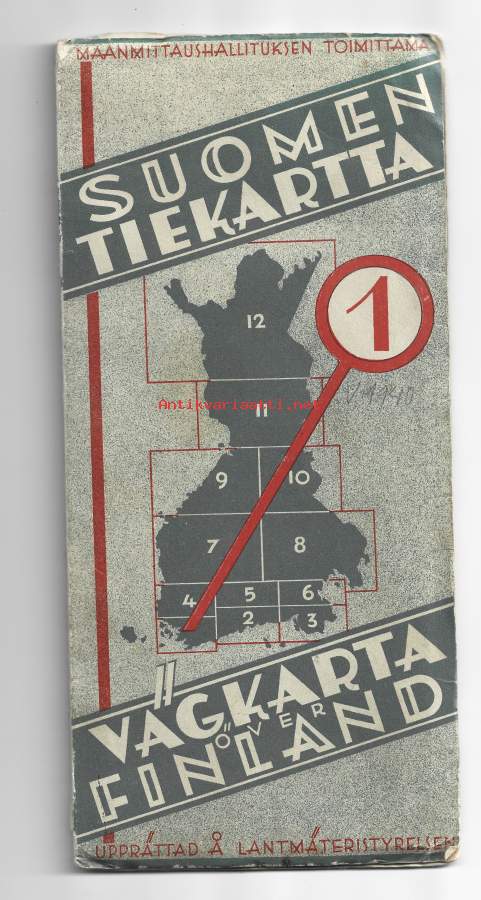 MAANMITTAUSHALLITUKSEN TOIMITTAMA
SUOMEN
TIEKARTTA
1
12
Antikvariaatti.net
11
9
10
7
8
4
5
6
2
3
VÄGKARTA
ÖVER
FINLAND
UPPRÄTTAD Å LANTMÄTERISTYRELSEN